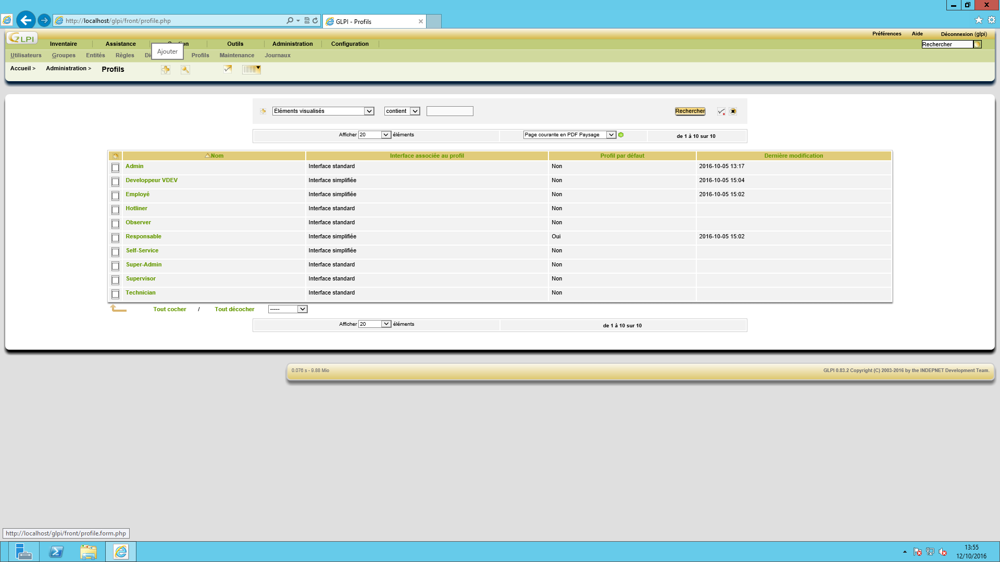 http://localhost/glpi/front/profile.php
GLPI - Profils
GLPI
Préférences Aide Déconnexion (glpi)
Inventaire Assistance Outils Administration Configuration
Rechercher
Ajouter
Utilisateurs Groupes Entités Règles Profils Maintenance Journaux
Accueil > Administration > Profils
Éléments visualisés contient Rechercher
Afficher 20 éléments Page courante en PDF Paysage de 1 à 10 sur 10
Nom Interface associée au profil Profil par défaut Dernière modification
Admin Interface standard Non 2016-10-05 13:17
Developpeur VDEV Interface simplifiée Non 2016-10-05 15:04
Employé Interface simplifiée Non 2016-10-05 15:02
Hotliner Interface standard Non
Observer Interface standard Non
Responsable Interface simplifiée Oui 2016-10-05 15:02
Self-Service Interface simplifiée Non
Super-Admin Interface standard Non
Supervisor Interface standard Non
Technician Interface standard Non
Tout cocher / Tout décocher -----
Afficher 20 éléments de 1 à 10 sur 10
0.076 s - 9.88 Mio
GLPI 0.83.2 Copyright (C) 2003-2016 by the INDEPNET Development Team.
http://localhost/glpi/front/profile.form.php
13:55
12/10/2016